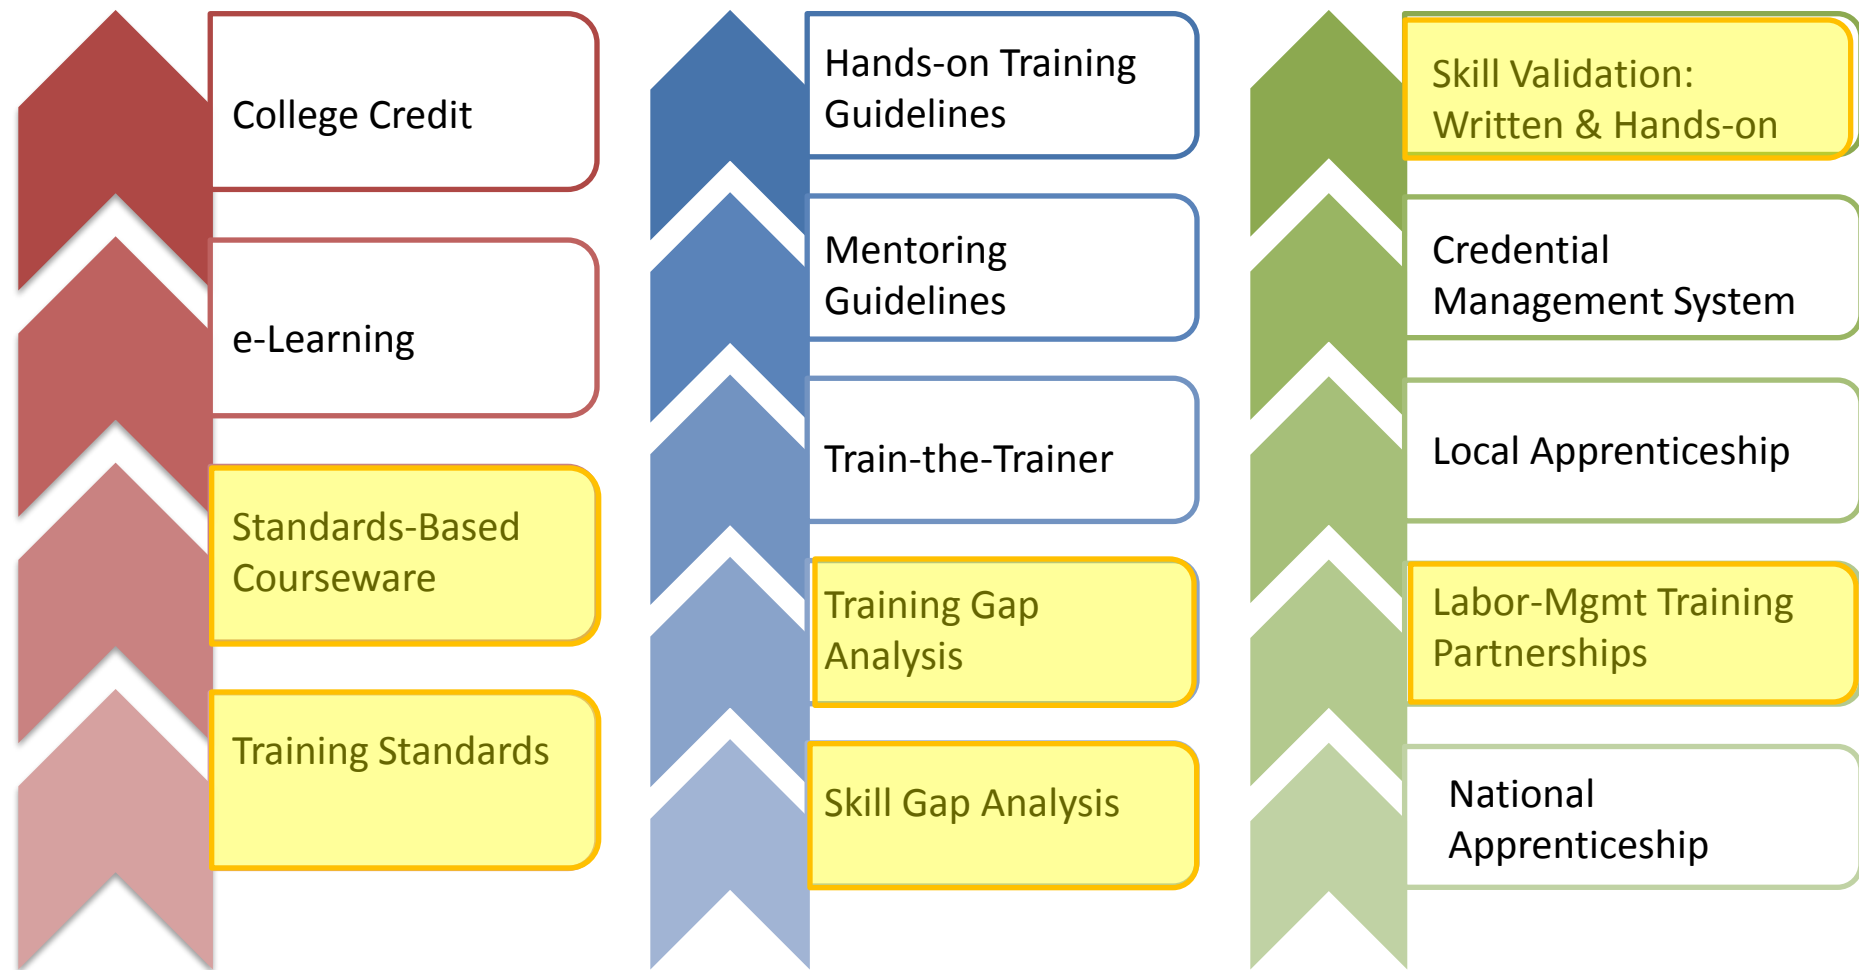 College Credit
e-Learning
Standards-Based
Courseware
Training Standards
Hands-on Training
Guidelines
Mentoring
Guidelines
Train-the-Trainer
Training Gap
Analysis
Skill Gap Analysis
Skill Validation:
Written & Hands-on
Credential
Management System
Local Apprenticeship
Labor-Mgmt Training
Partnerships
National
Apprenticeship